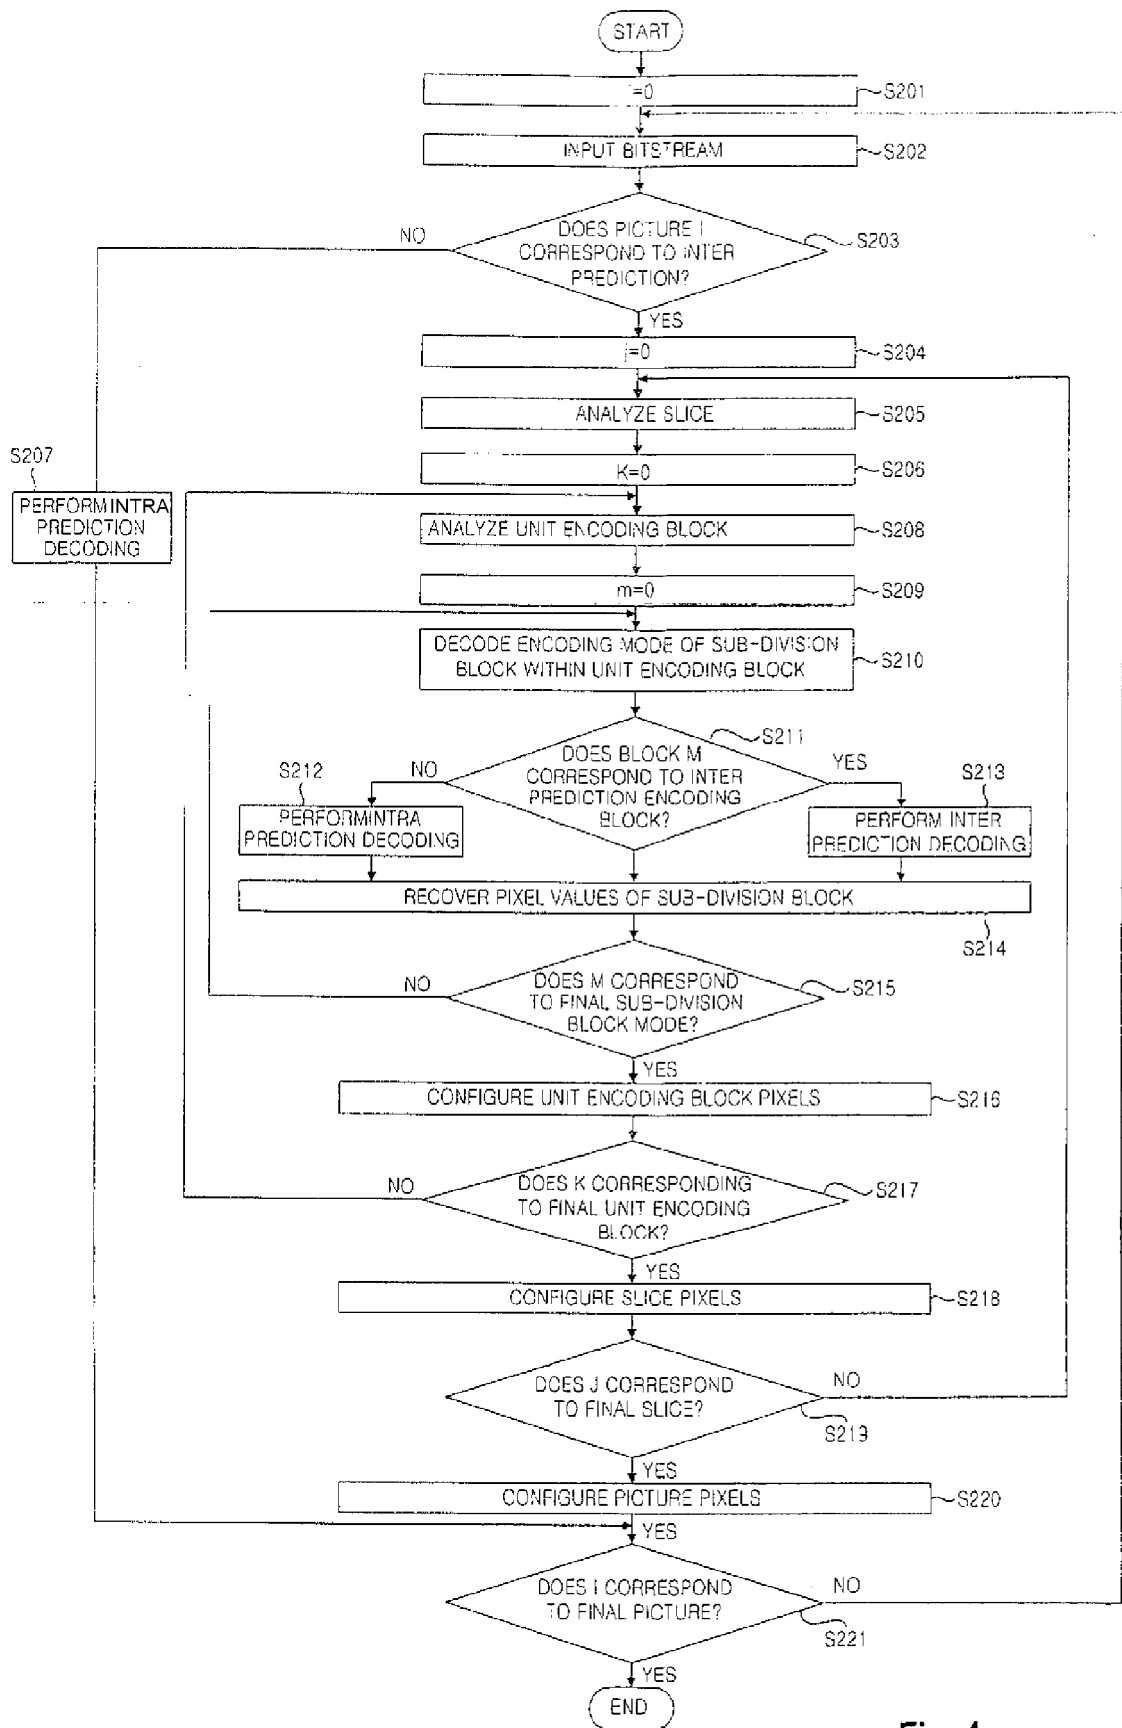 START
i=0
S201
INPUT BITSTREAM
S202
DOES PICTURE I
CORRESPOND TO INTER
PREDICTION?
S203
NO
YES
j=0
S204
ANALYZE SLICE
S205
K=0
S206
S207
PERFORMINTRA
PREDICTION
DECODING
ANALYZE UNIT ENCODING BLOCK
S208
m=0
S209
DECODE ENCODING MODE OF SUB-DIVISION
BLOCK WITHIN UNIT ENCODING BLOCK
S210
DOES BLOCK M
CORRESPOND TO INTER
PREDICTION ENCODING
BLOCK?
S211
NO
YES
S212
PERFORMINTRA
PREDICTION DECODING
S213
PERFORM INTER
PREDICTION DECODING
RECOVER PIXEL VALUES OF SUB-DIVISION BLOCK
S214
DOES M CORRESPOND
TO FINAL SUB-DIVISION
BLOCK MODE?
S215
NO
YES
CONFIGURE UNIT ENCODING BLOCK PIXELS
S216
DOES K CORRESPONDING
TO FINAL UNIT ENCODING
BLOCK?
S217
NO
YES
CONFIGURE SLICE PIXELS
S218
DOES J CORRESPOND
TO FINAL SLICE?
NO
S219
YES
CONFIGURE PICTURE PIXELS
S220
YES
DOES I CORRESPOND
TO FINAL PICTURE?
NO
S221
YES
END